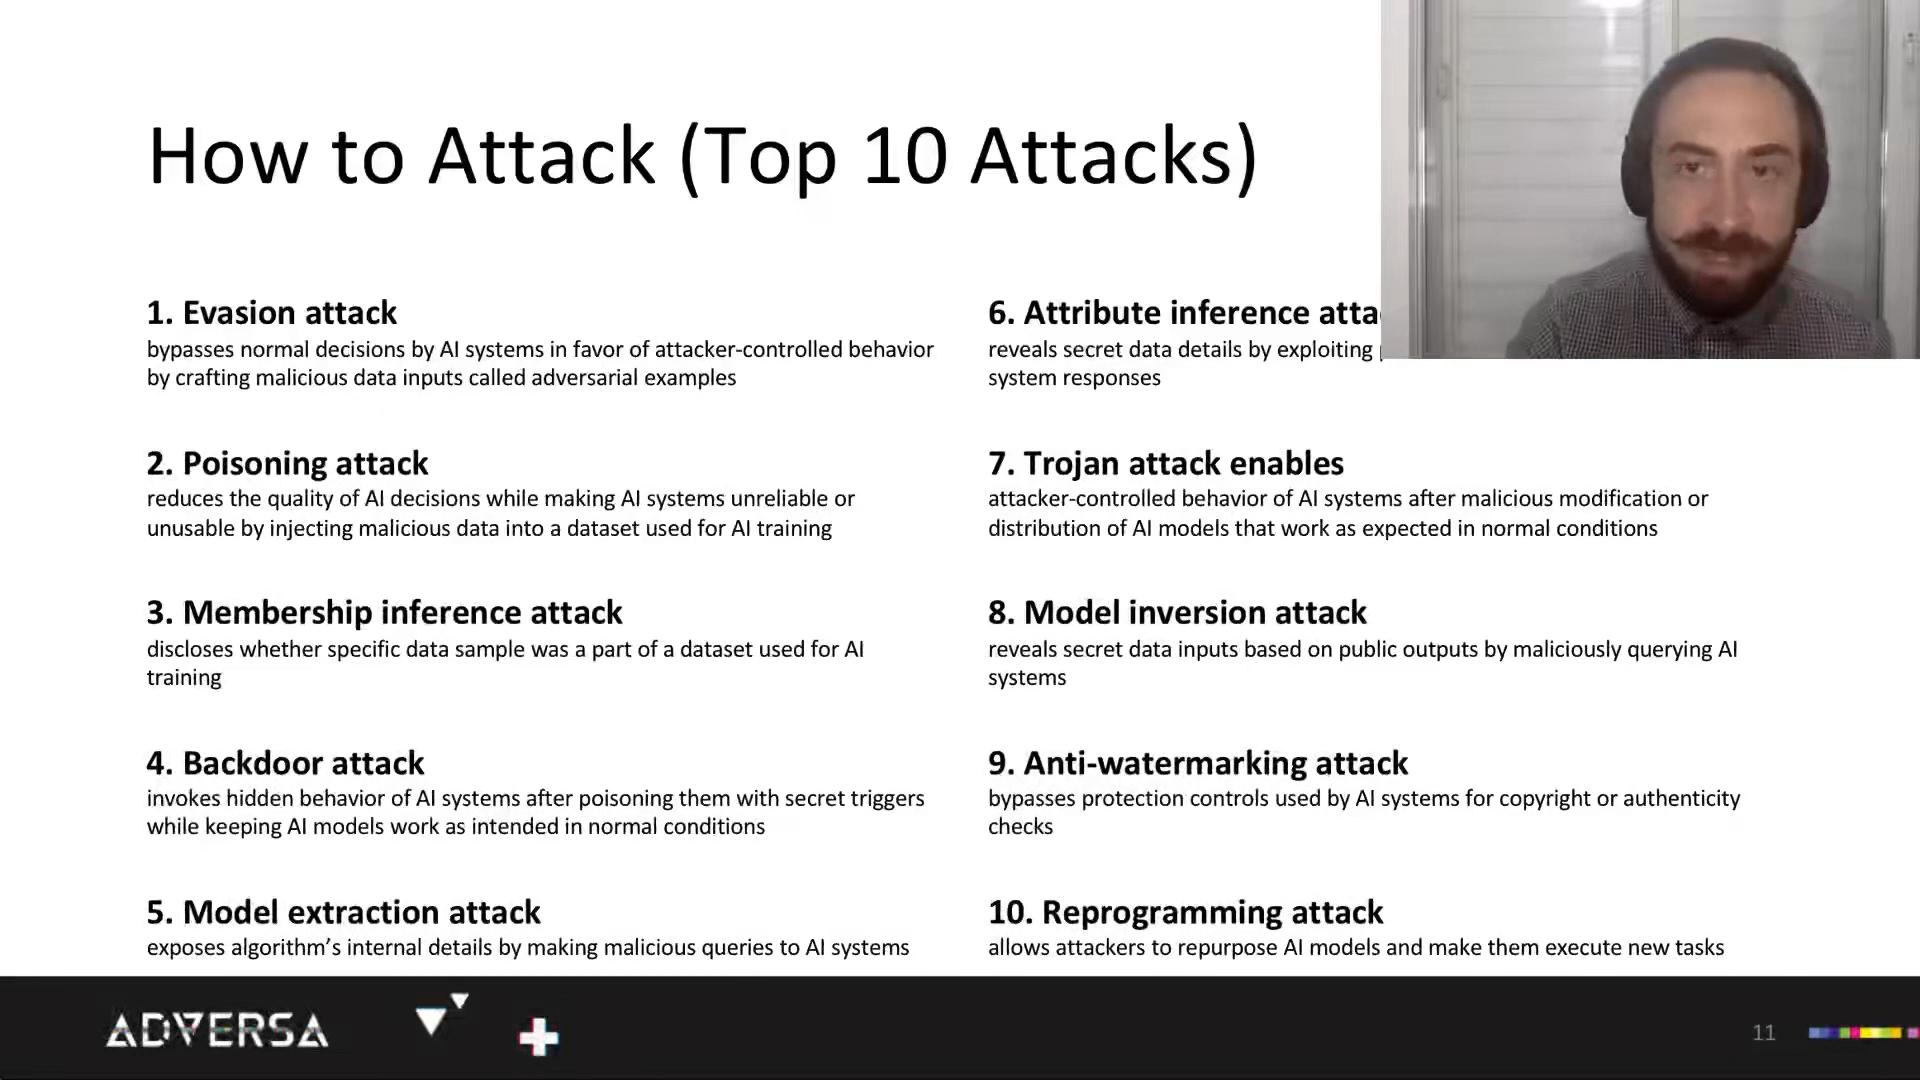 How to Attack (Top 10 Attacks)
1. Evasion attack
bypasses normal decisions by AI systems in favor of attacker-controlled behavior
by crafting malicious data inputs called adversarial examples
2. Poisoning attack
reduces the quality of AI decisions while making AI systems unreliable or
unusable by injecting malicious data into a dataset used for AI training
3. Membership inference attack
discloses whether specific data sample was a part of a dataset used for AI
training
4. Backdoor attack
invokes hidden behavior of AI systems after poisoning them with secret triggers
while keeping AI models work as intended in normal conditions
5. Model extraction attack
exposes algorithm’s internal details by making malicious queries to AI systems
6. Attribute inference
reveals secret data details by exploiting
system responses
7. Trojan attack enables
attacker-controlled behavior of AI systems after malicious modification or
distribution of AI models that work as expected in normal conditions
8. Model inversion attack
reveals secret data inputs based on public outputs by maliciously querying AI
systems
9. Anti-watermarking attack
bypasses protection controls used by AI systems for copyright or authenticity
checks
10. Reprogramming attack
allows attackers to repurpose AI models and make them execute new tasks
ADVERSA
11